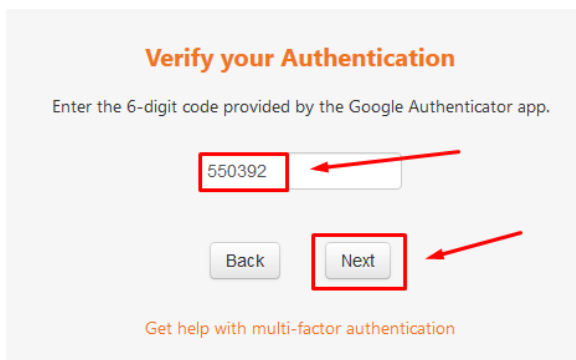 Verify your Authentication
Enter the 6-digit code provided by the Google Authenticator app.
550392
Back Next
Get help with multi-factor authentication